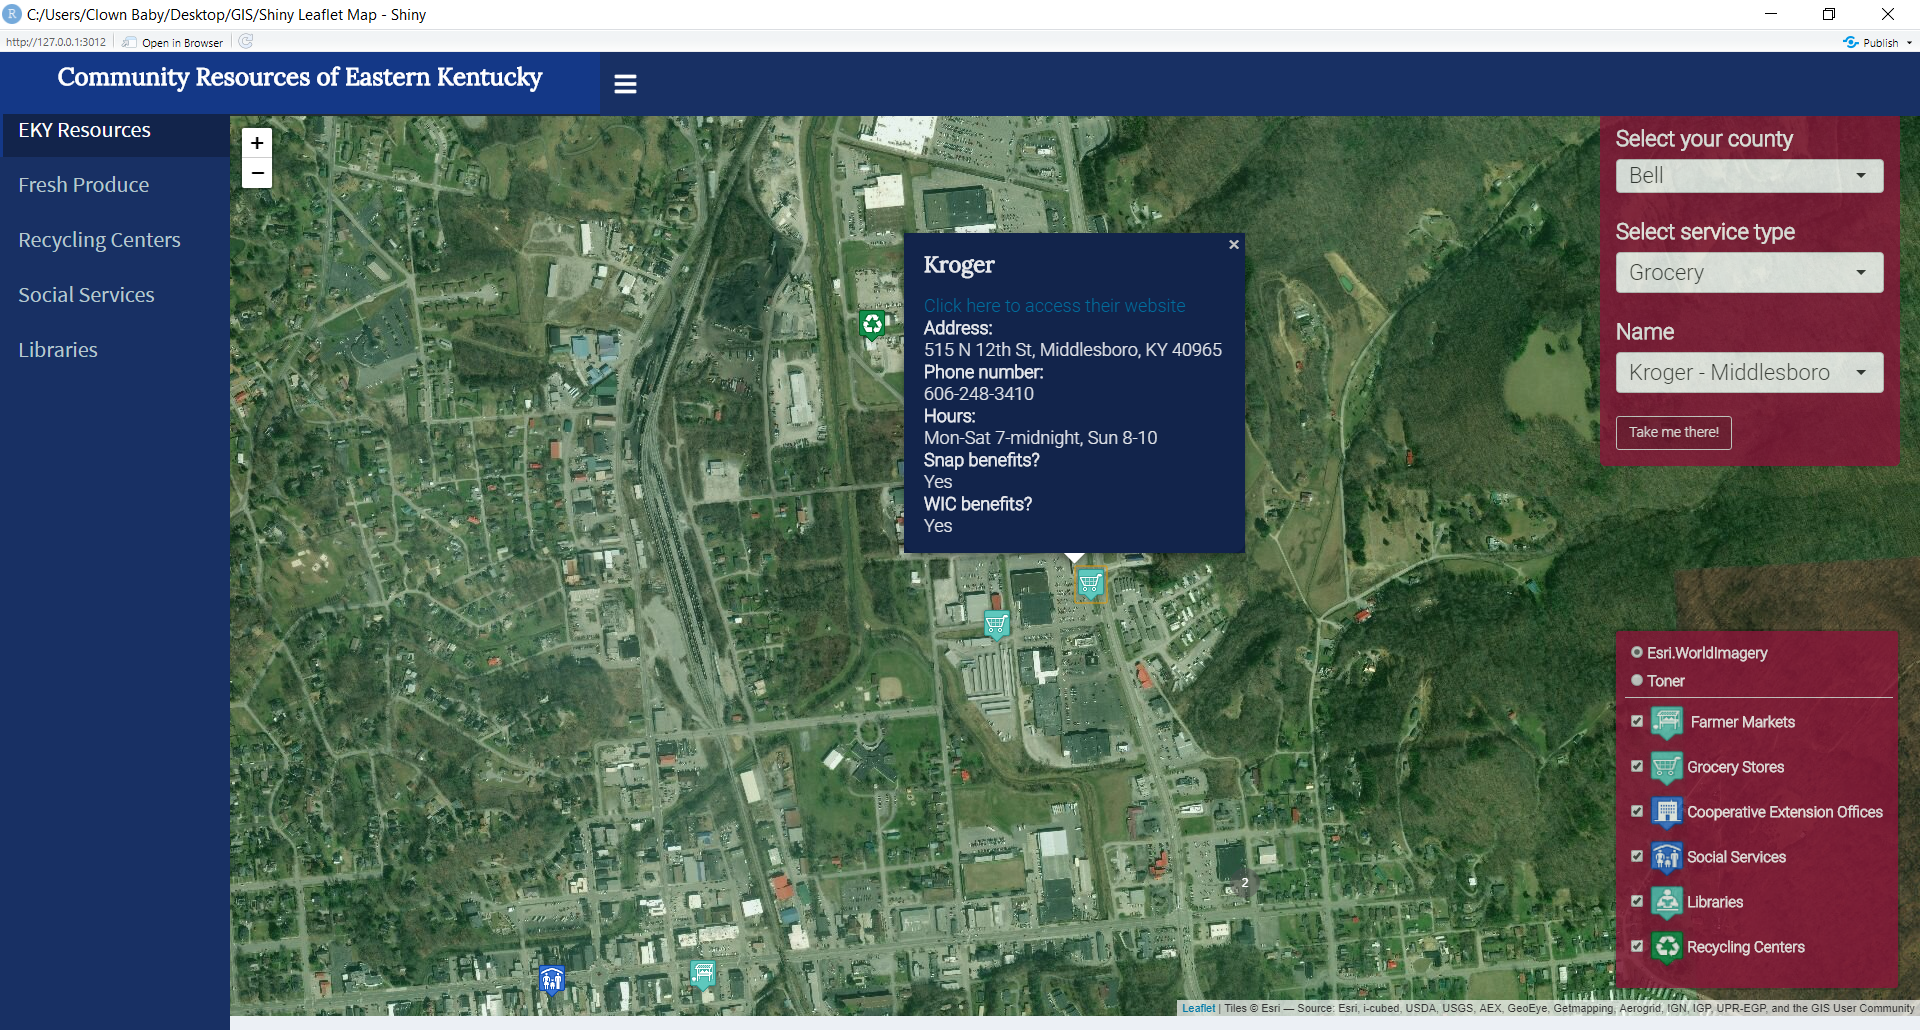 C:/Users/Clown Baby/Desktop/GIS/Shiny Leaflet Map - Shiny
http://127.0.0.1:3012
Open in Browser
Publish
Community Resources of Eastern Kentucky
EKY Resources
Fresh Produce
Recycling Centers
Social Services
Libraries
+
−
Kroger
×
Click here to access their website
Address:
515 N 12th St, Middlesboro, KY 40965
Phone number:
606-248-3410
Hours:
Mon-Sat 7-midnight, Sun 8-10
Snap benefits?
Yes
WIC benefits?
Yes
2
Select your county
Bell
Select service type
Grocery
Name
Kroger - Middlesboro
Take me there!
Esri.WorldImagery
Toner
Farmer Markets
Grocery Stores
Cooperative Extension Offices
Social Services
Libraries
Recycling Centers
Leaflet | Tiles © Esri — Source: Esri, i-cubed, USDA, USGS, AEX, GeoEye, Getmapping, Aerogrid, IGN, IGP, UPR-EGP, and the GIS User Community